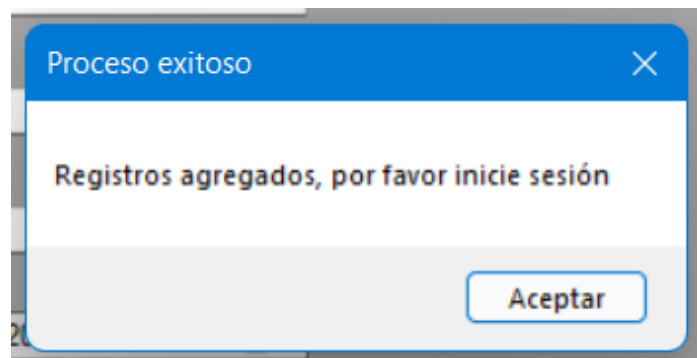 Proceso exitoso
Registros agregados, por favor inicie sesión
Aceptar